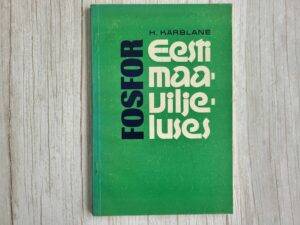 H. KÄRBLANE
FOSFOR
Eesti
maa-
vilje-
luses